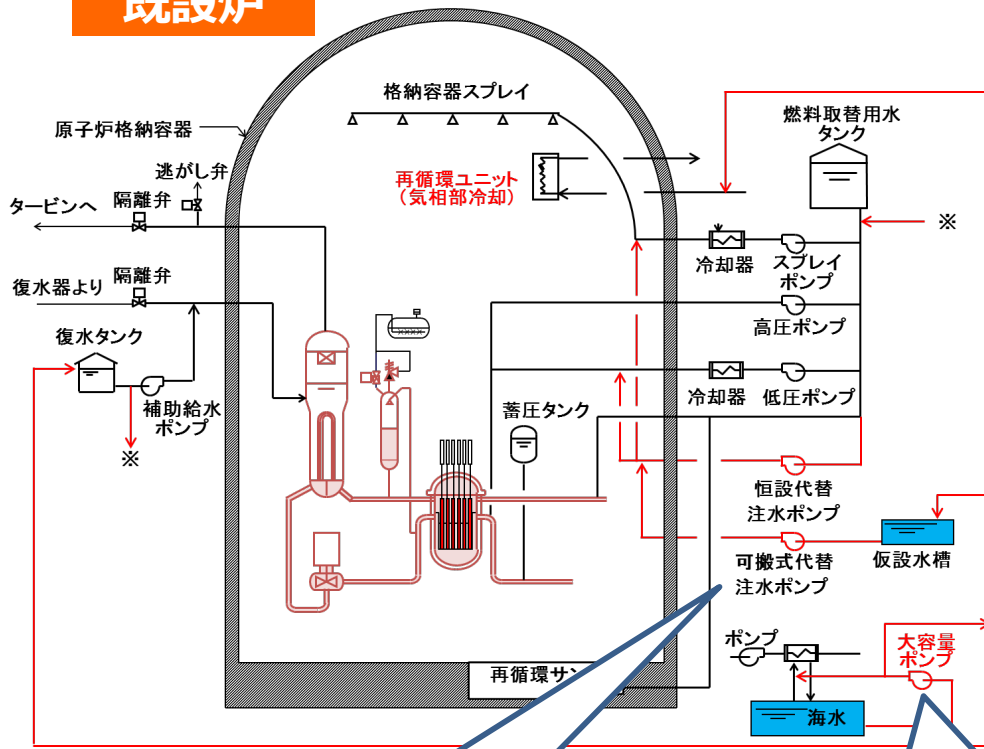 既設炉
格納容器スプレイ
燃料取替用水
タンク
原子炉格納容器
逃がし弁
再循環ユニット
（気相部冷却）
タービンへ
隔離弁
※
冷却器
スプレイ
ポンプ
復水器より
隔離弁
高圧ポンプ
復水タンク
冷却器
低圧ポンプ
補助給水
ポンプ
蓄圧タンク
※
恒設代替
注水ポンプ
可搬式代替
注水ポンプ
仮設水槽
ポンプ
大容量
ポンプ
再循環サン
海水